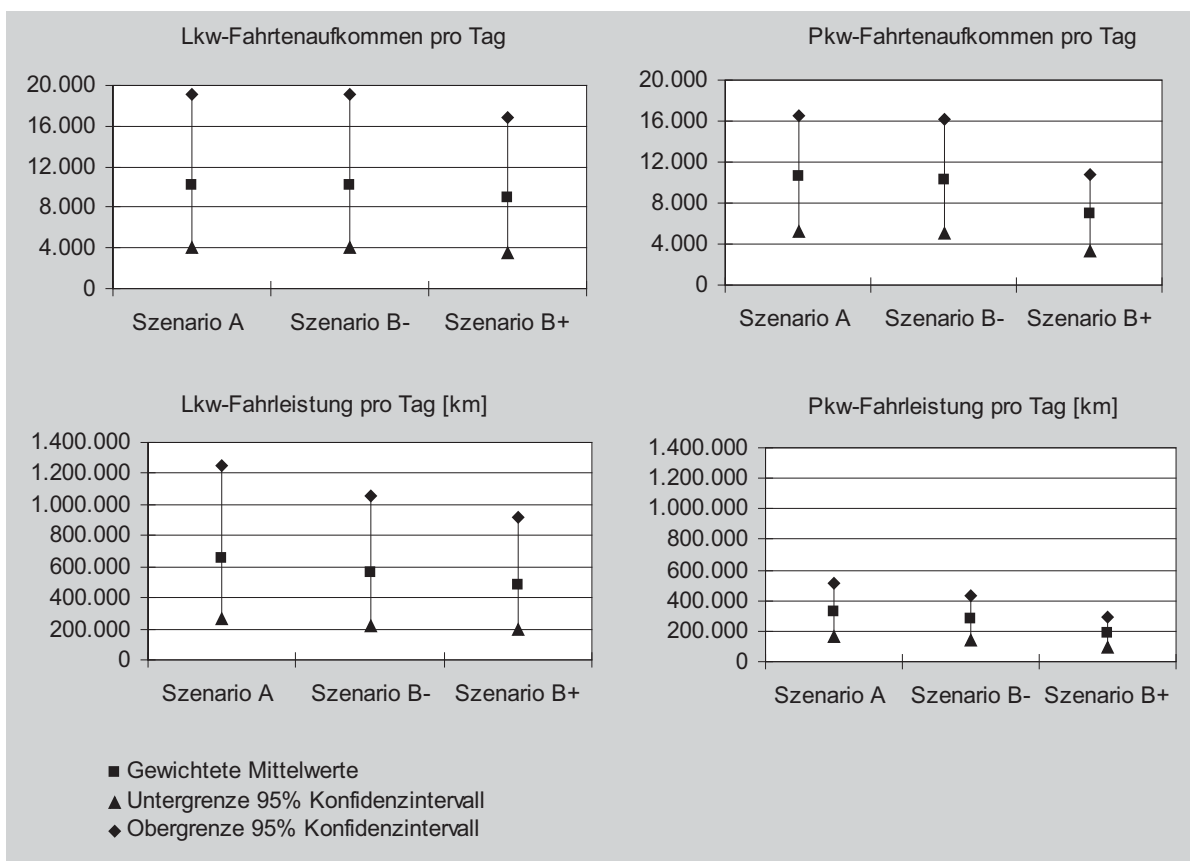 Lkw-Fahrtenaufkommen pro Tag
20.000
16.000
12.000
8.000
4.000
0
Szenario A Szenario B- Szenario B+
Pkw-Fahrtenaufkommen pro Tag
20.000
16.000
12.000
8.000
4.000
0
Szenario A Szenario B- Szenario B+
Lkw-Fahrleistung pro Tag [km]
1.400.000
1.200.000
1.000.000
800.000
600.000
400.000
200.000
0
Szenario A Szenario B- Szenario B+
Pkw-Fahrleistung pro Tag [km]
1.400.000
1.200.000
1.000.000
800.000
600.000
400.000
200.000
0
Szenario A Szenario B- Szenario B+
Gewichtete Mittelwerte
Untergrenze 95% Konfidenzintervall
Obergrenze 95% Konfidenzintervall